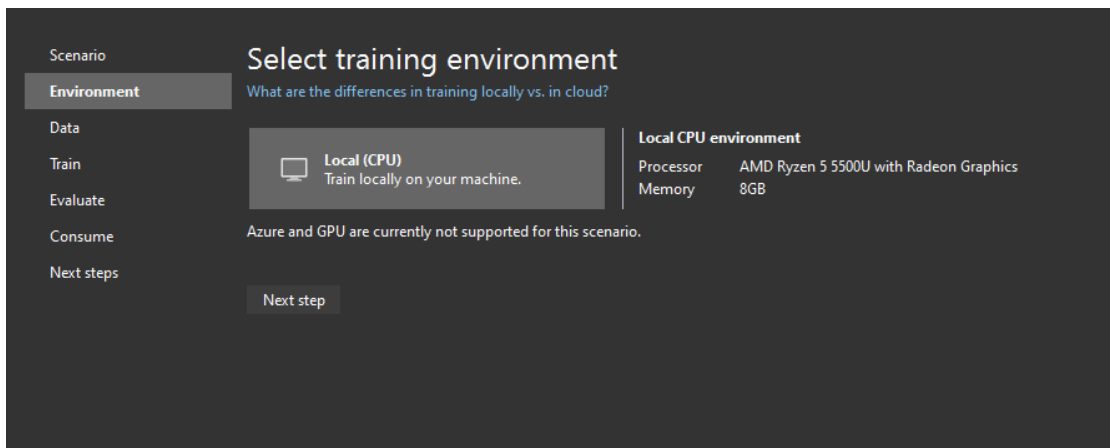 Scenario
Environment
Data
Train
Evaluate
Consume
Next steps
Select training environment
What are the differences in training locally vs. in cloud?
Local (CPU)
Train locally on your machine.
Local CPU environment
Processor AMD Ryzen 5 5500U with Radeon Graphics
Memory 8GB
Azure and GPU are currently not supported for this scenario.
Next step